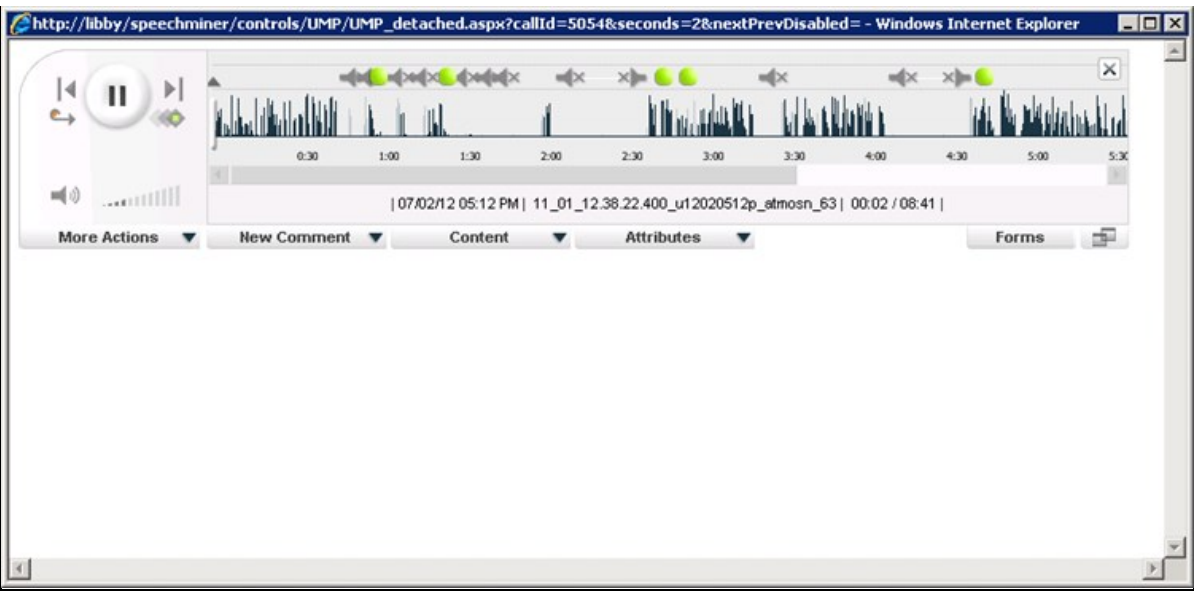 http://libby/speechminer/controls/UMP/UMP_detached.aspx?callId=5054&seconds=2&nextPrevDisabled= - Windows Internet Explorer
0:30 1:00 1:30 2:00 2:30 3:00 3:30 4:00 4:30 5:00 5:30
| 07/02/12 05:12 PM | 11_01_12.38.22.400_u12020512p_atmosn_63 | 00:02 / 08:41 |
More Actions New Comment Content Attributes Forms